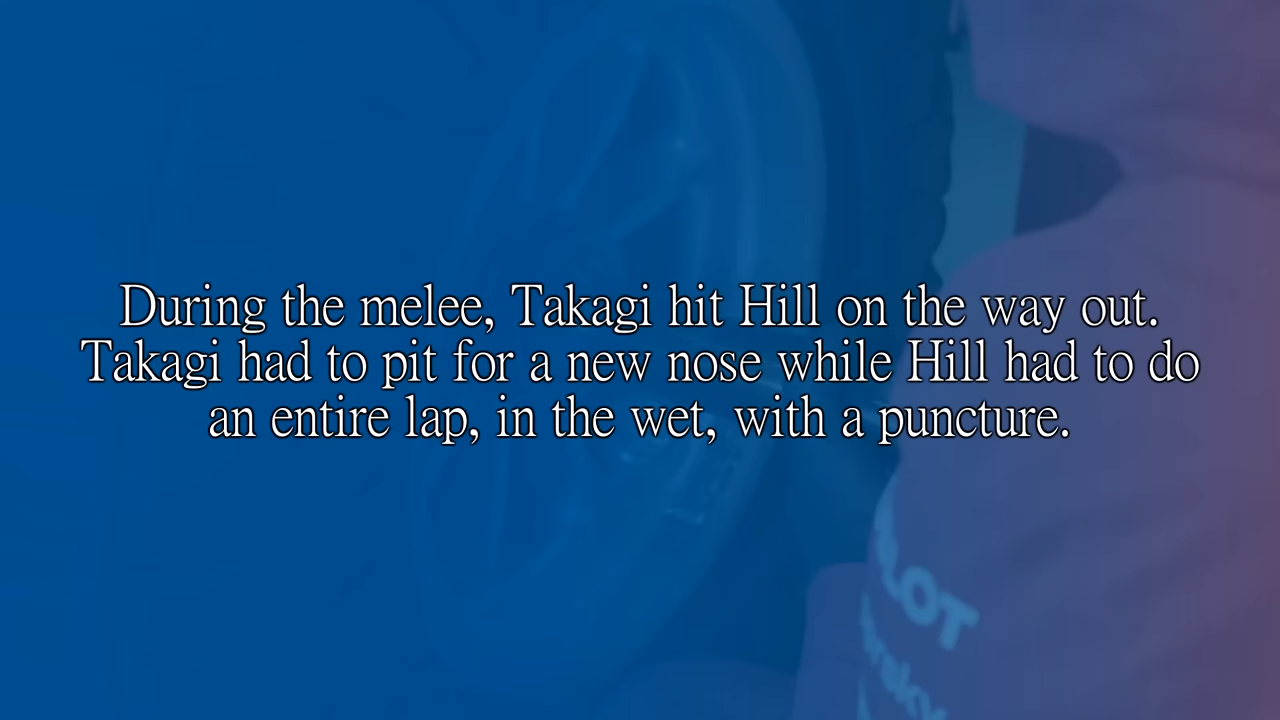 During the melee, Takagi hit Hill on the way out.
Takagi had to pit for a new nose while Hill had to do
an entire lap, in the wet, with a puncture.